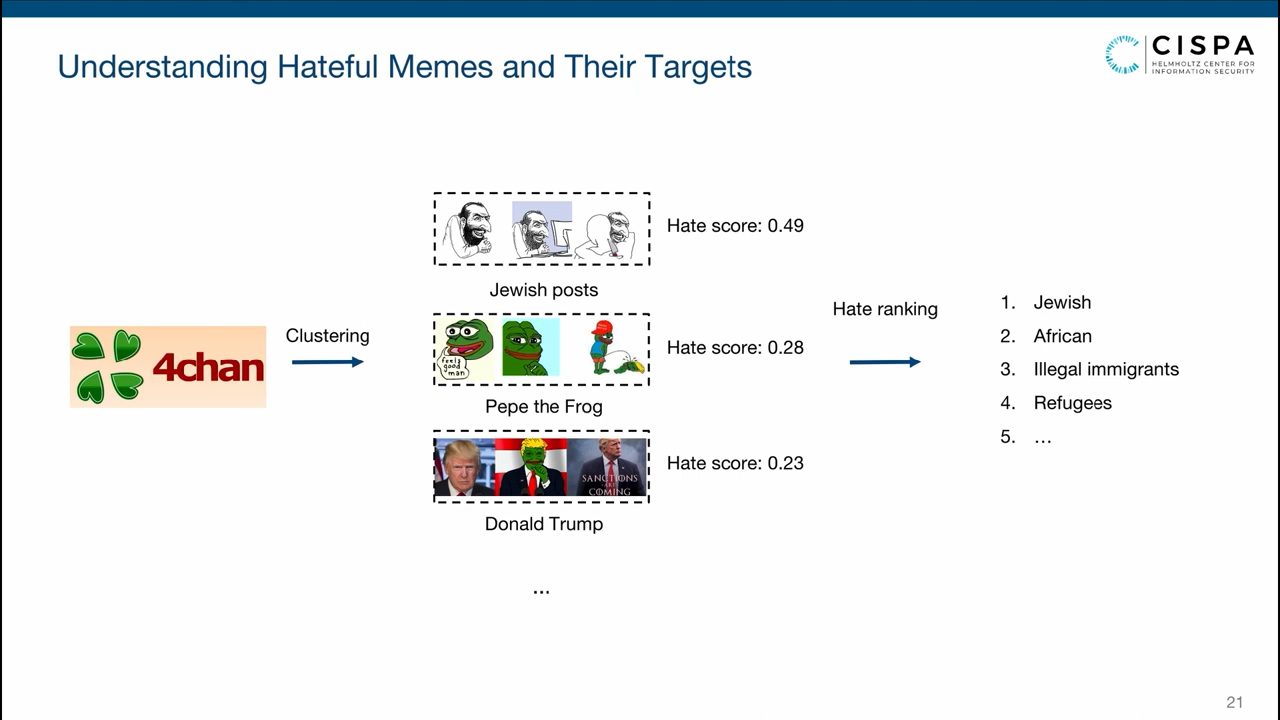 Understanding Hateful Memes and Their Targets
CISPA
HELMHOLTZ CENTER FOR
INFORMATION SECURITY
4chan
Clustering
Hate score: 0.49
Jewish posts
feels
good
man
Hate score: 0.28
Pepe the Frog
SANCTIONS
ARE
COMING
Hate score: 0.23
Donald Trump
...
Hate ranking
1. Jewish
2. African
3. Illegal immigrants
4. Refugees
5. ...
21